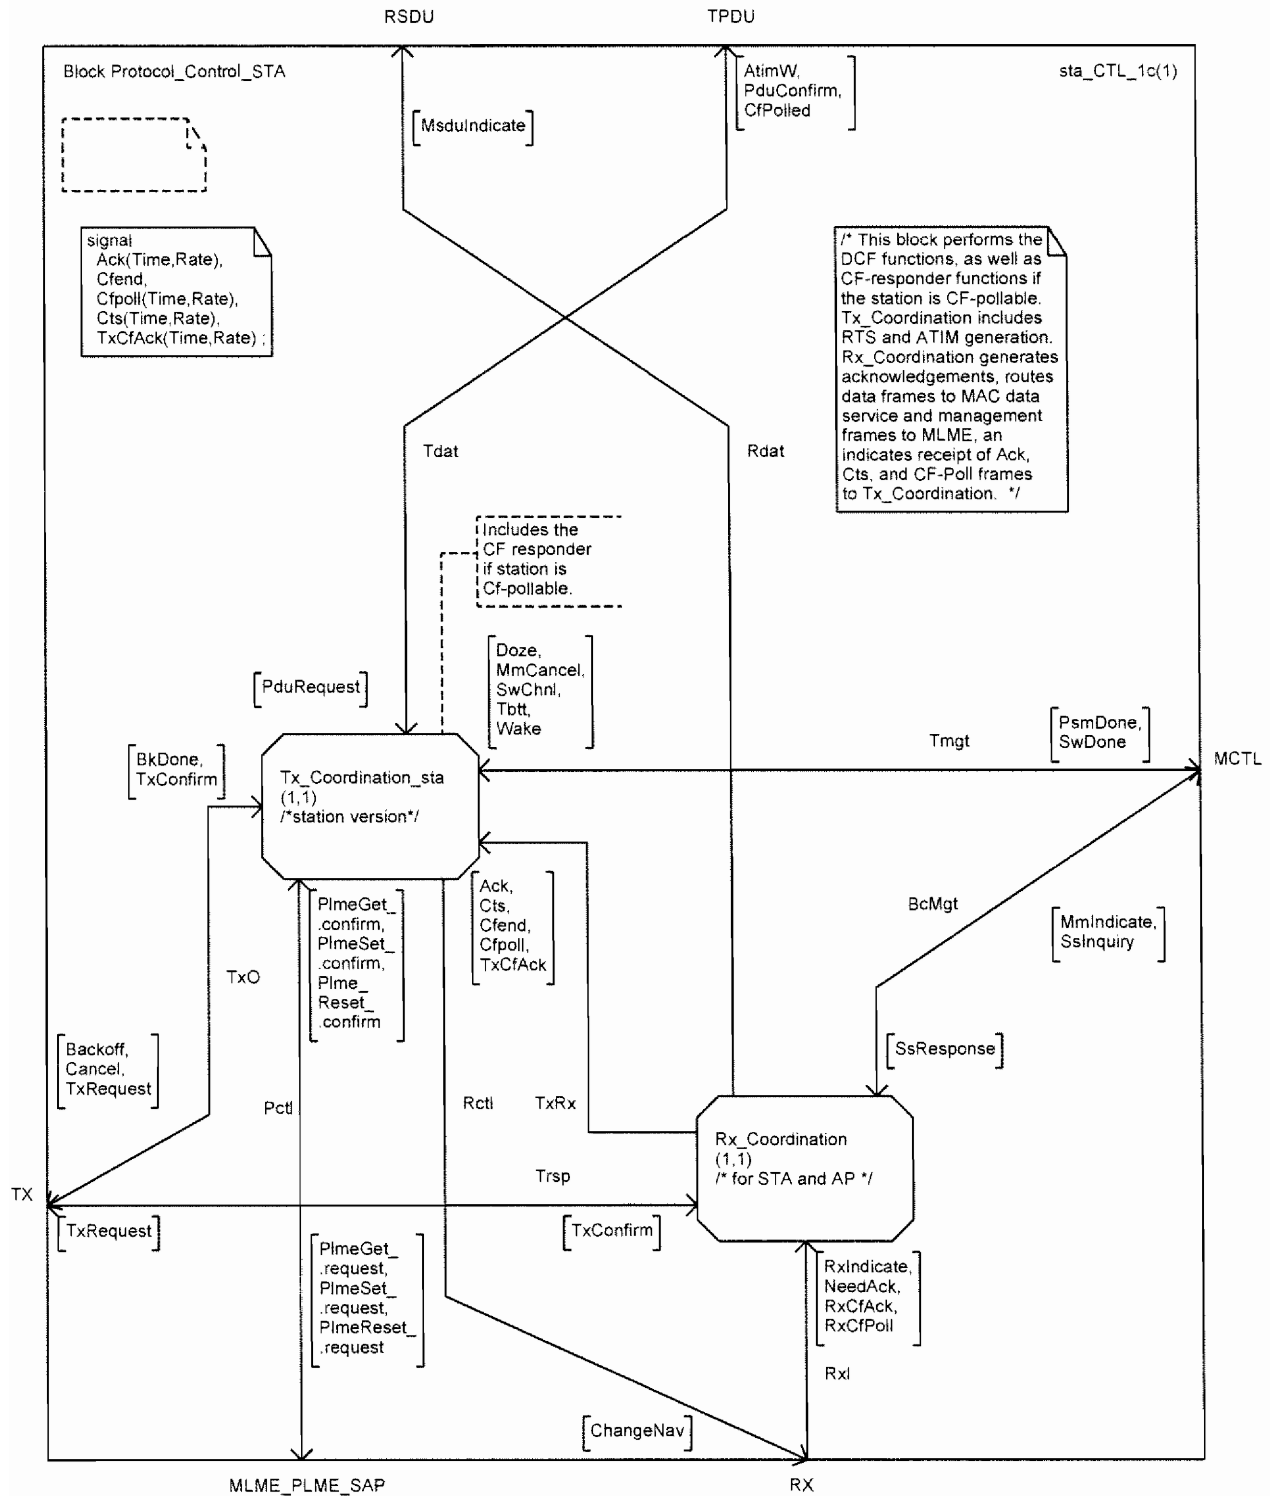 RSDU
TPDU
Block Protocol_Control_STA
sta_CTL_1c(1)
AtimW,
PduConfirm,
CfPolled
MsduIndicate
signal
Ack(Time,Rate),
Cfend,
Cfpoll(Time,Rate),
Cts(Time,Rate),
TxCfAck(Time,Rate) ;
/* This block performs the
DCF functions, as well as
CF-responder functions if
the station is CF-pollable.
Tx_Coordination includes
RTS and ATIM generation.
Rx_Coordination generates
acknowledgements, routes
data frames to MAC data
service and management
frames to MLME, an
indicates receipt of Ack,
Cts, and CF-Poll frames
to Tx_Coordination. */
Tdat
Rdat
Includes the
CF responder
if station is
Cf-pollable.
Doze,
MmCancel,
SwChnl,
Tbtt,
Wake
PduRequest
PsmDone,
SwDone
Tmgt
MCTL
BkDone,
TxConfirm
Tx_Coordination_sta
(1,1)
/*station version*/
Ack,
Cts,
Cfend,
Cfpoll,
TxCfAck
PlmeGet_
.confirm,
PlmeSet_
.confirm,
Plme_
Reset_
.confirm
BcMgt
MmIndicate,
SsInquiry
TxO
Backoff,
Cancel,
TxRequest
SsResponse
Pctl
Rctl
TxRx
Rx_Coordination
(1,1)
/* for STA and AP */
Trsp
TX
TxRequest
TxConfirm
PlmeGet_
.request,
PlmeSet_
.request,
PlmeReset_
.request
RxIndicate,
NeedAck,
RxCfAck,
RxCfPoll
RxI
ChangeNav
MLME_PLME_SAP
RX